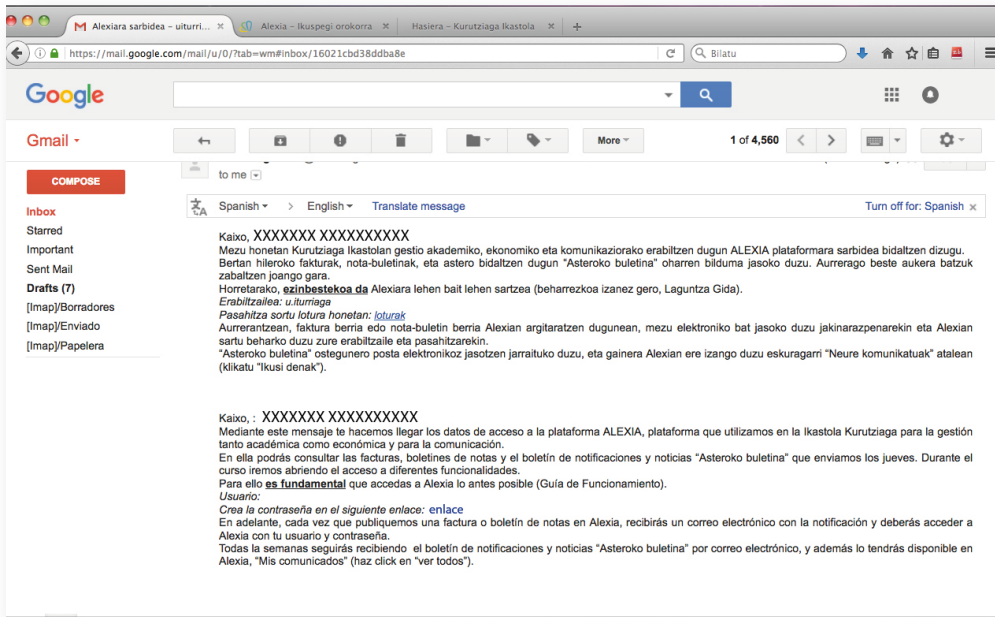 Alexiara sarbidea – uiturri... ×
Alexia – Ikuspegi orokorra ×
Hasiera – Kurutziaga Ikastola × +
https://mail.google.com/mail/u/0/?tab=wm#inbox/16021cbd38ddba8e
Bilatu
Google
Gmail
More
1 of 4,560
COMPOSE
to me
Spanish > English Translate message Turn off for: Spanish ×
Inbox
Starred
Important
Sent Mail
Drafts (7)
[Imap]/Borradores
[Imap]/Enviado
[Imap]/Papelera
Kaixo, XXXXXXX XXXXXXXXXX
Mezu honetan Kurutziaga Ikastolan gestio akademiko, ekonomiko eta komunikaziorako erabiltzen dugun ALEXIA plataformara sarbidea bidaltzen dizugu.
Bertan hileroko fakturak, nota-buletinak, eta astero bidaltzen dugun "Asteroko buletina" oharren bilduma jasoko duzu. Aurrerago beste aukera batzuk
zabaltzen joango gara.
Horretarako, ezinbestekoa da Alexiara lehen bait lehen sartzea (beharrezkoa izanez gero, Laguntza Gida).
Erabiltzailea: u.iturriaga
Pasahitza sortu lotura honetan: loturak
Aurrerantzean, faktura berria edo nota-buletin berria Alexian argitaratzen dugunean, mezu elektroniko bat jasoko duzu jakinarazpenarekin eta Alexian
sartu beharko duzu zure erabiltzaile eta pasahitzarekin.
"Asteroko buletina" ostegunero posta elektronikoz jasotzen jarraituko duzu, eta gainera Alexian ere izango duzu eskuragarri "Neure komunikatuak" atalean
(klikatu "Ikusi denak").
Kaixo, : XXXXXXX XXXXXXXXXX
Mediante este mensaje te hacemos llegar los datos de acceso a la plataforma ALEXIA, plataforma que utilizamos en la Ikastola Kurutziaga para la gestión
tanto académica como económica y para la comunicación.
En ella podrás consultar las facturas, boletines de notas y el boletín de notificaciones y noticias "Asteroko buletina" que enviamos los jueves. Durante el
curso iremos abriendo el acceso a diferentes funcionalidades.
Para ello es fundamental que accedas a Alexia lo antes posible (Guía de Funcionamiento).
Usuario:
Crea la contraseña en el siguiente enlace: enlace
En adelante, cada vez que publiquemos una factura o boletín de notas en Alexia, recibirás un correo electrónico con la notificación y deberás acceder a
Alexia con tu usuario y contraseña.
Todas la semanas seguirás recibiendo el boletín de notificaciones y noticias "Asteroko buletina" por correo electrónico, y además lo tendrás disponible en
Alexia, "Mis comunicados" (haz click en "ver todos").